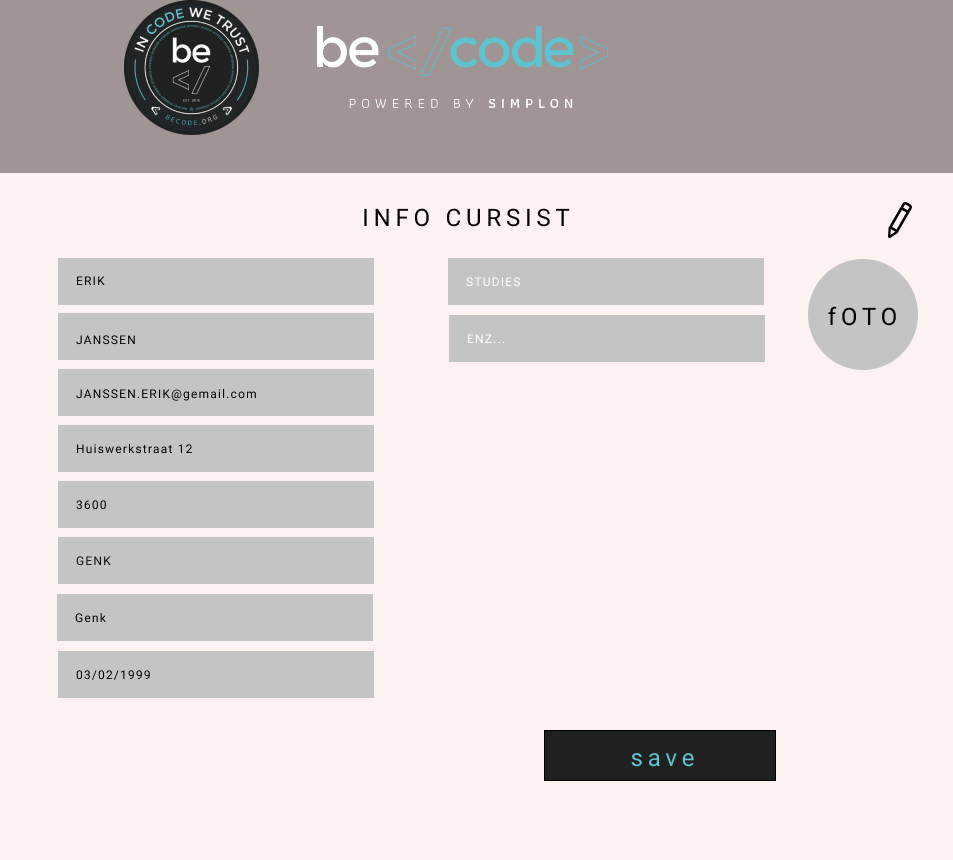 IN CODE WE TRUST
be
</>
EST. 2016
BECODE.ORG
be </code>
POWERED BY SIMPLON
INFO CURSIST
ERIK
JANSSEN
JANSSEN.ERIK@gemail.com
Huiswerkstraat 12
3600
GENK
Genk
03/02/1999
STUDIES
ENZ...
fOTO
save